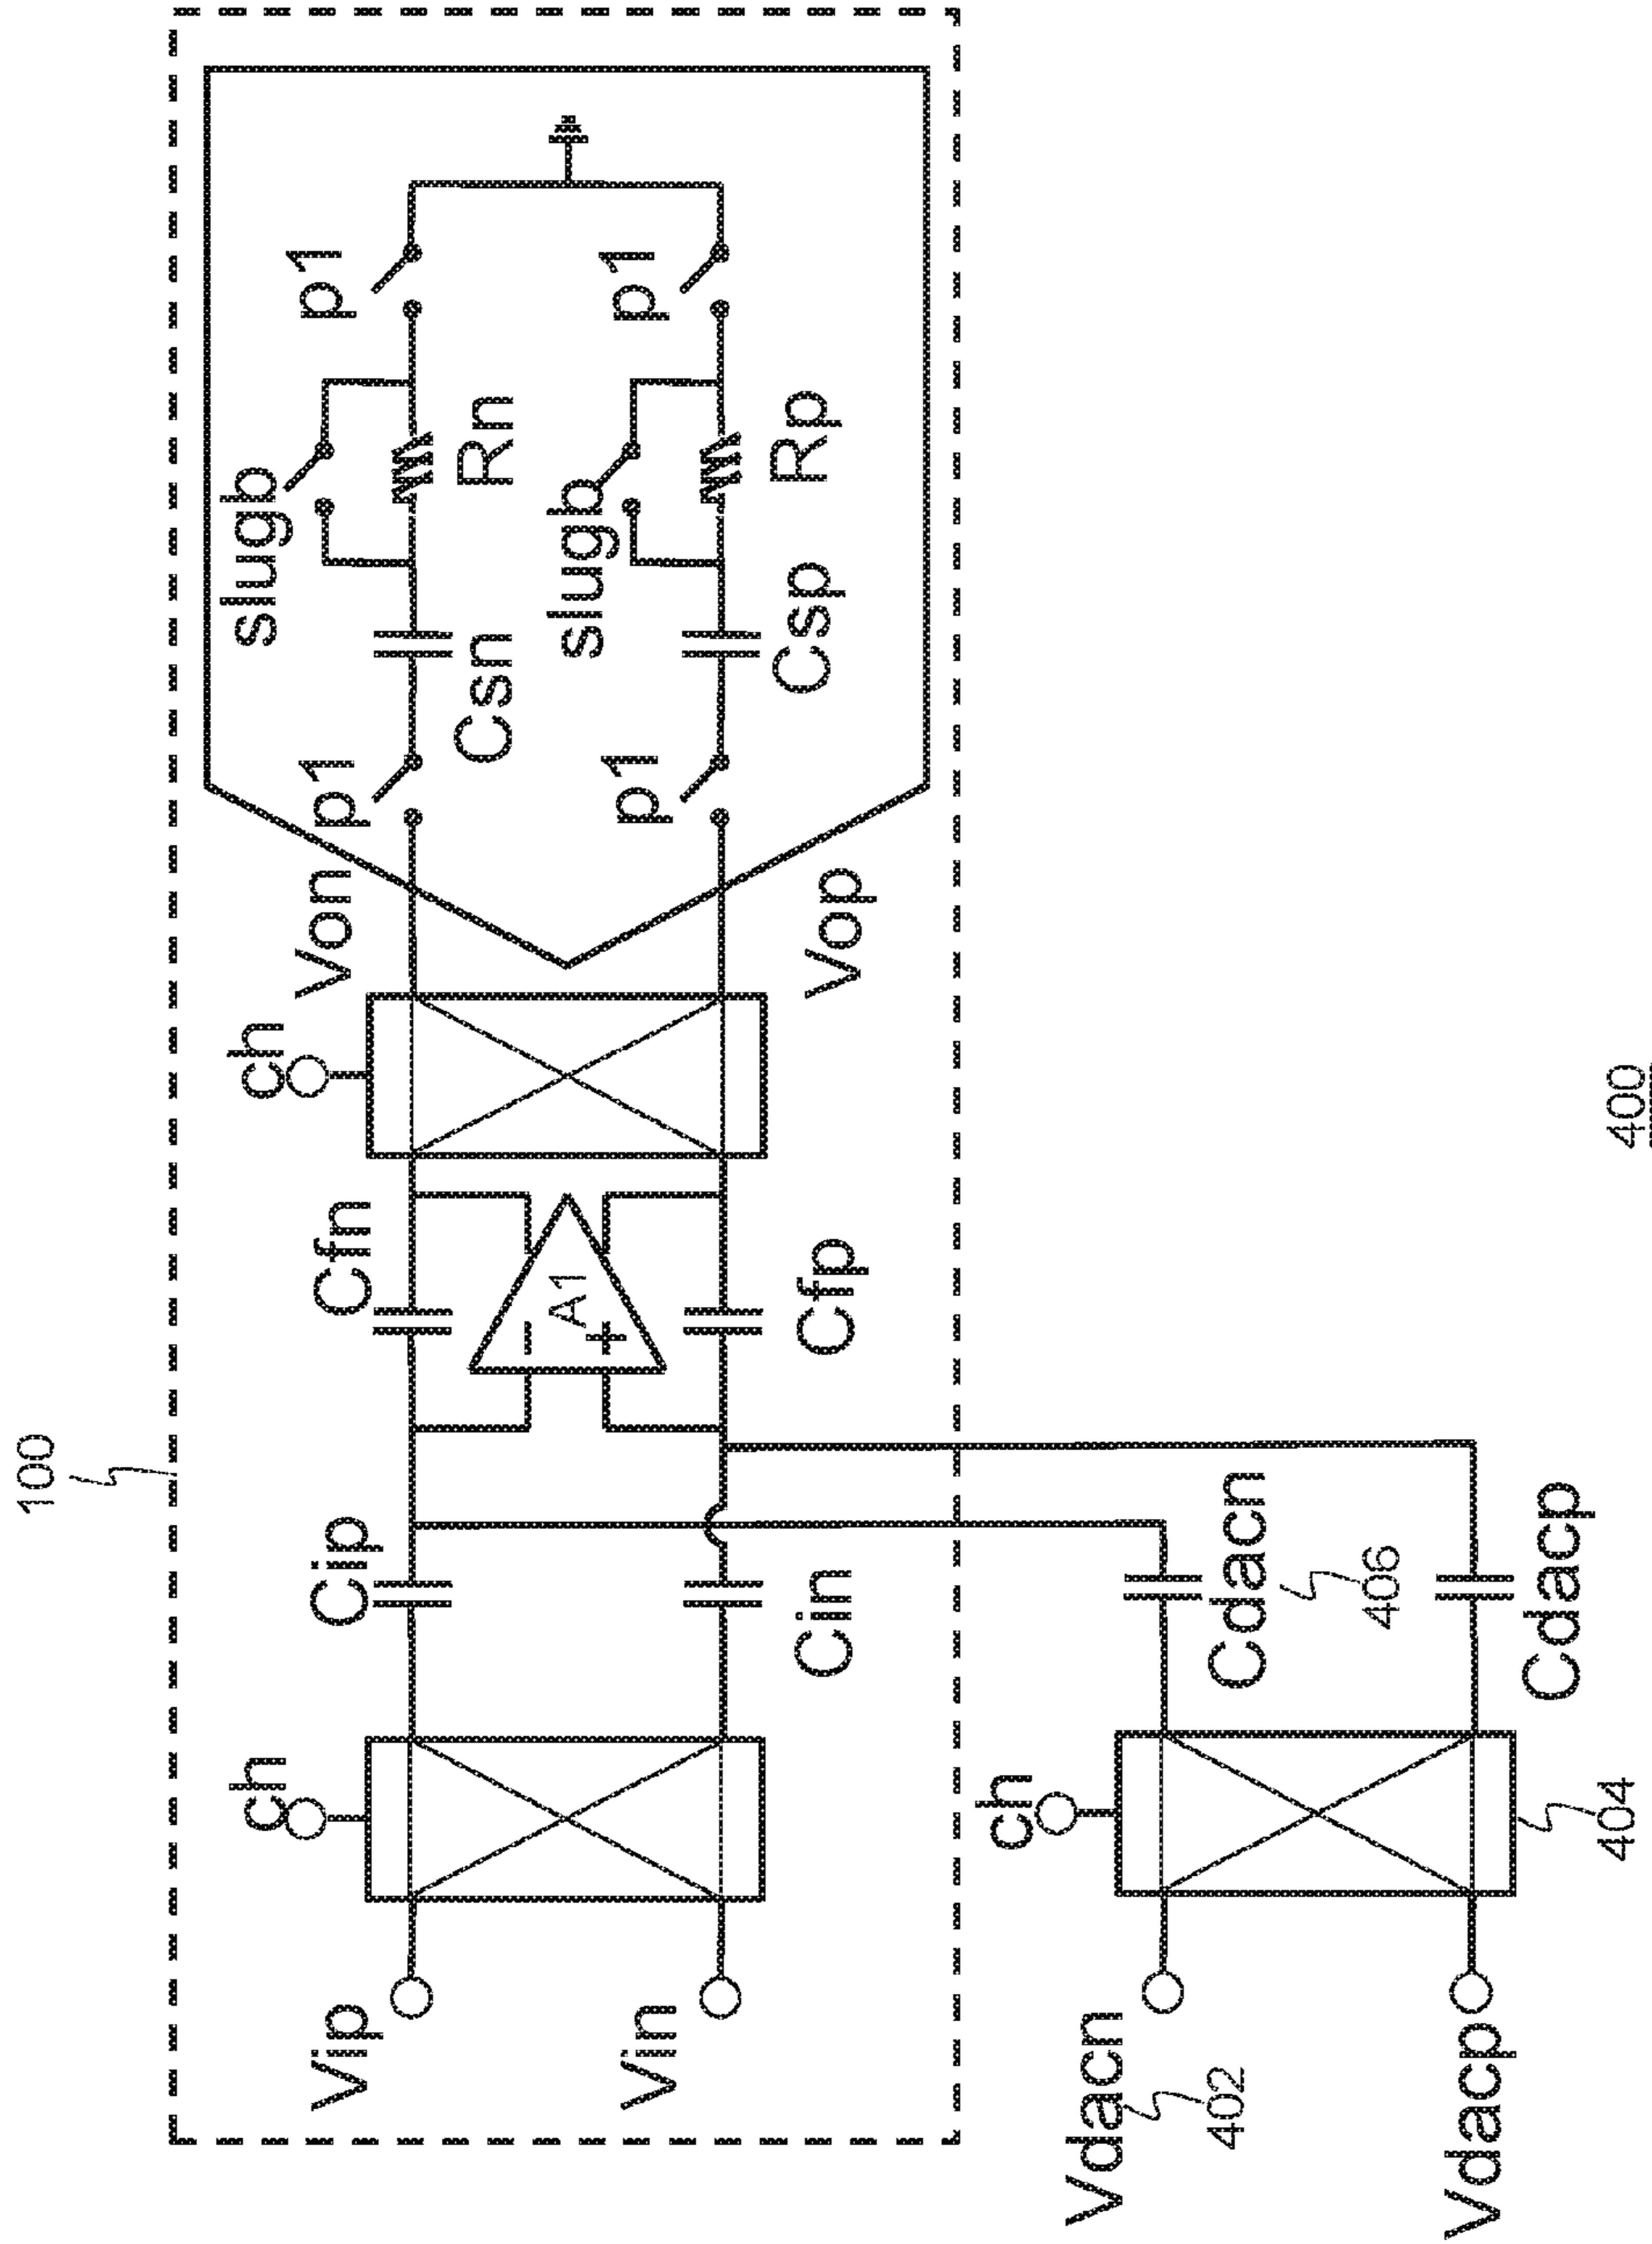 100
ch
Cip
Cfn
ch
Von
p1
slugb
p1
Vip
A1
-
+
Csn
Rn
Vin
Cin
Cfp
Vop
p1
slugb
p1
Csp
Rp
ch
Cdacn
406
Vdacn
402
Vdacp
404
Cdacp
400